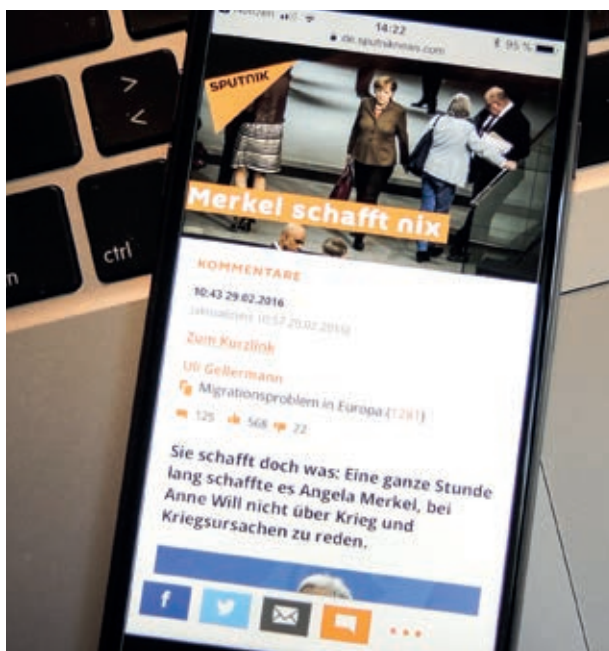 14:22
95 %
de.sputniknews.com
SPUTNIK
Merkel schafft nix
KOMMENTARE
10:43 29.02.2016
Zum Kurzlink
Uli Gellermann
Migrationsproblem in Europa (1281)
125 568 22
Sie schafft doch was: Eine ganze Stunde
lang schaffte es Angela Merkel, bei
Anne Will nicht über Krieg und
Kriegsursachen zu reden.
ctrl
f